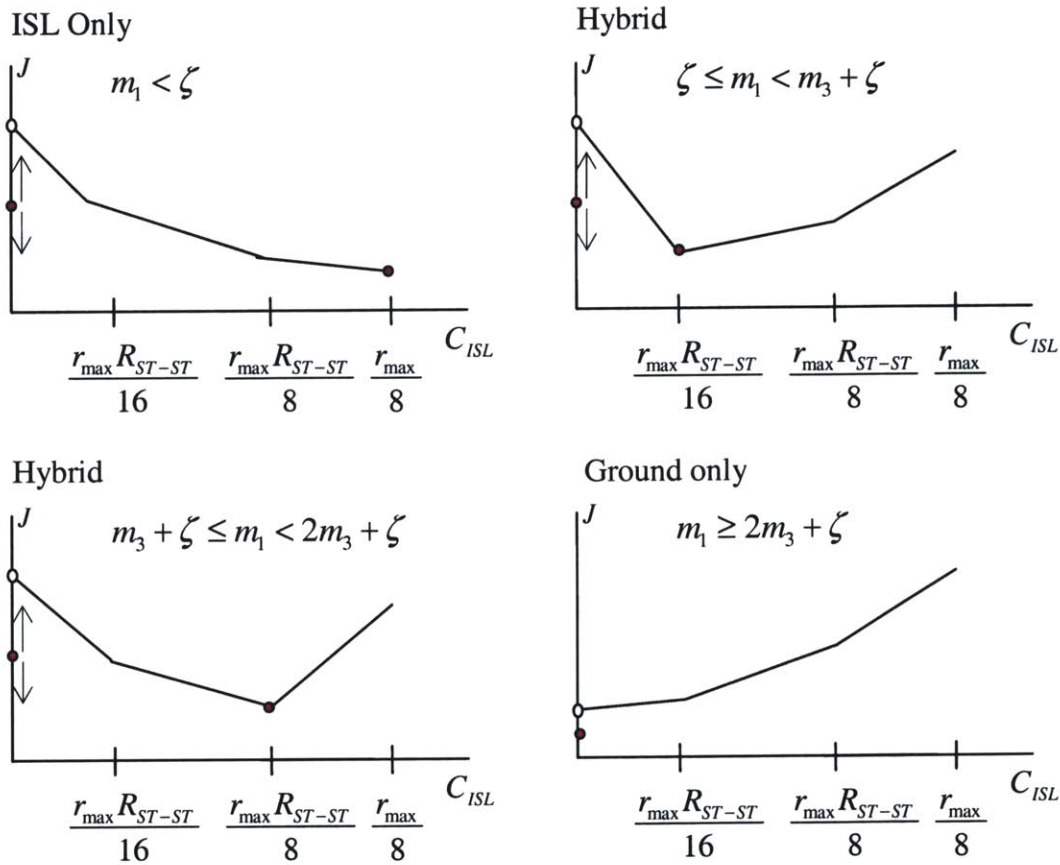 ISL Only
J
m₁ < ζ
C_ISL
r_max R_ST−ST / 16
r_max R_ST−ST / 8
r_max / 8
Hybrid
J
ζ ≤ m₁ < m₃ + ζ
C_ISL
r_max R_ST−ST / 16
r_max R_ST−ST / 8
r_max / 8
Hybrid
J
m₃ + ζ ≤ m₁ < 2m₃ + ζ
C_ISL
r_max R_ST−ST / 16
r_max R_ST−ST / 8
r_max / 8
Ground only
J
m₁ ≥ 2m₃ + ζ
C_ISL
r_max R_ST−ST / 16
r_max R_ST−ST / 8
r_max / 8